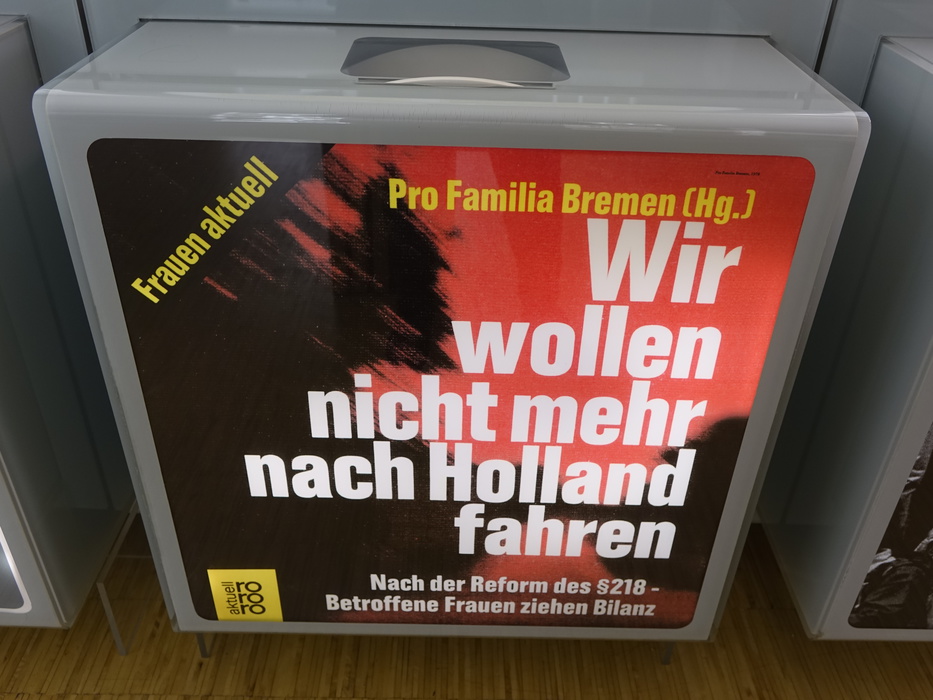 Frauen aktuell
Pro Familia Bremen (Hg.)
Wir
wollen
nicht mehr
nach Holland
fahren
Nach der Reform des §218 -
Betroffene Frauen ziehen Bilanz
aktuell
rororo